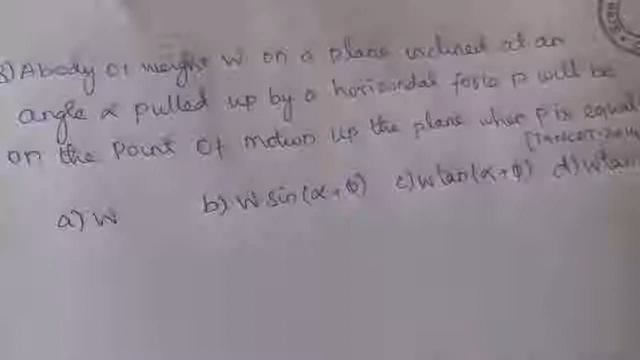 A body of weight W on a plane inclined at an
angle α pulled up by a horizontal force P will be
on the point of motion up the plane when P is equal
a) W b) W sin(α+φ) c) W tan(α+φ) d) W tan